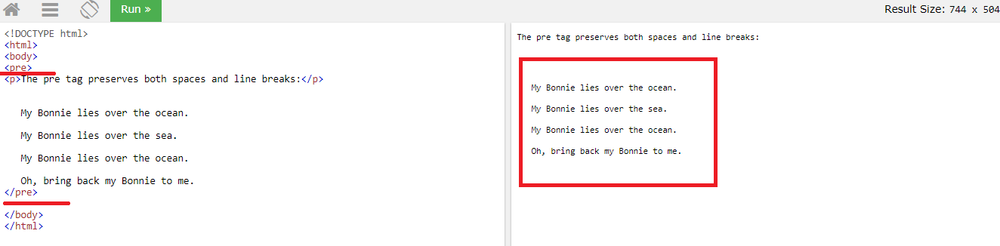 Run »
Result Size: 744 x 504
<!DOCTYPE html>
<html>
<body>
<pre>
<p>The pre tag preserves both spaces and line breaks:</p>
My Bonnie lies over the ocean.
My Bonnie lies over the sea.
My Bonnie lies over the ocean.
Oh, bring back my Bonnie to me.
</pre>
</body>
</html>
The pre tag preserves both spaces and line breaks:
My Bonnie lies over the ocean.
My Bonnie lies over the sea.
My Bonnie lies over the ocean.
Oh, bring back my Bonnie to me.